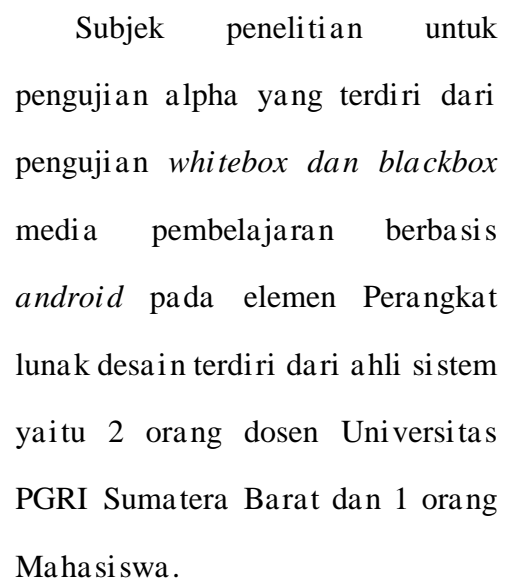 Subjek penelitian untuk
pengujian alpha yang terdiri dari
pengujian whitebox dan blackbox
media pembelajaran berbasis
android pada elemen Perangkat
lunak desain terdiri dari ahli sistem
yaitu 2 orang dosen Universitas
PGRI Sumatera Barat dan 1 orang
Mahasiswa.